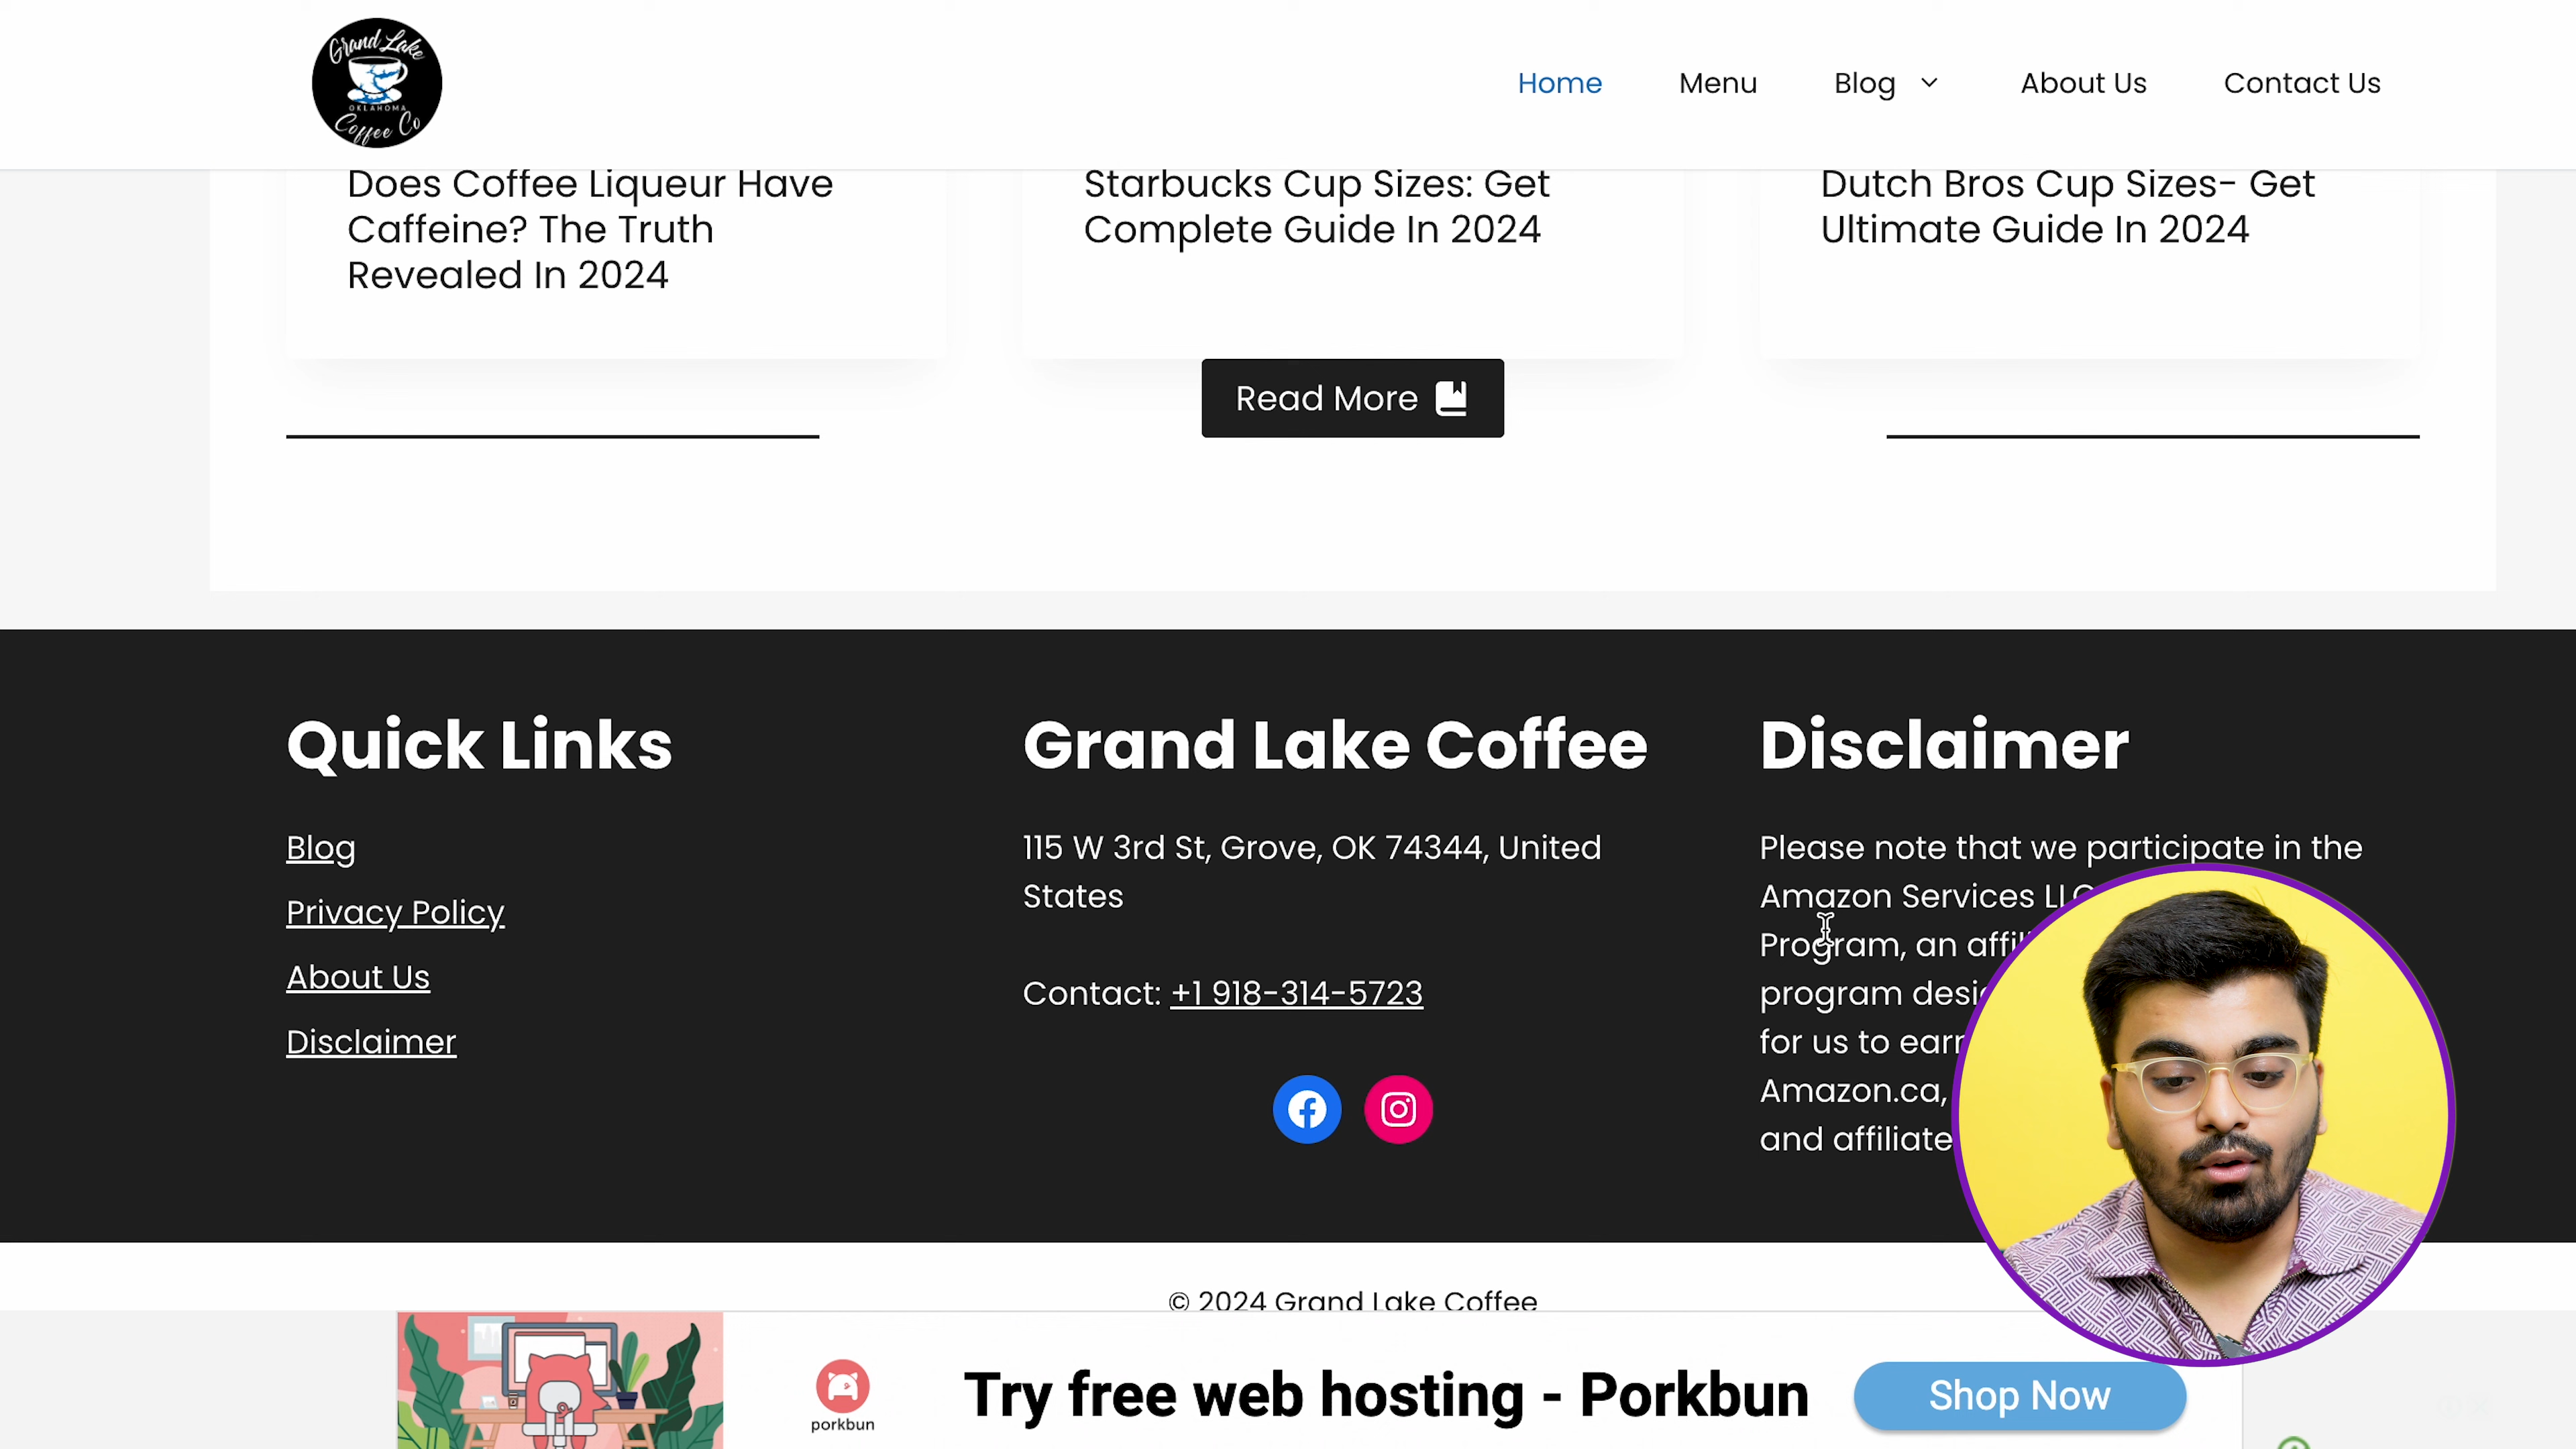 Grand Lake
OKLAHOMA
Coffee Co
Home
Menu
Blog
About Us
Contact Us
Does Coffee Liqueur Have
Caffeine? The Truth
Revealed In 2024
Starbucks Cup Sizes: Get
Complete Guide In 2024
Dutch Bros Cup Sizes- Get
Ultimate Guide In 2024
Read More
Quick Links
Blog
Privacy Policy
About Us
Disclaimer
Grand Lake Coffee
115 W 3rd St, Grove, OK 74344, United
States
Contact: +1 918-314-5723
Disclaimer
Please note that we participate in the
Amazon Services
Program, an
program
for us to
Amazon.ca,
and affiliate
© 2024 Grand Lake Coffee
porkbun
Try free web hosting - Porkbun
Shop Now